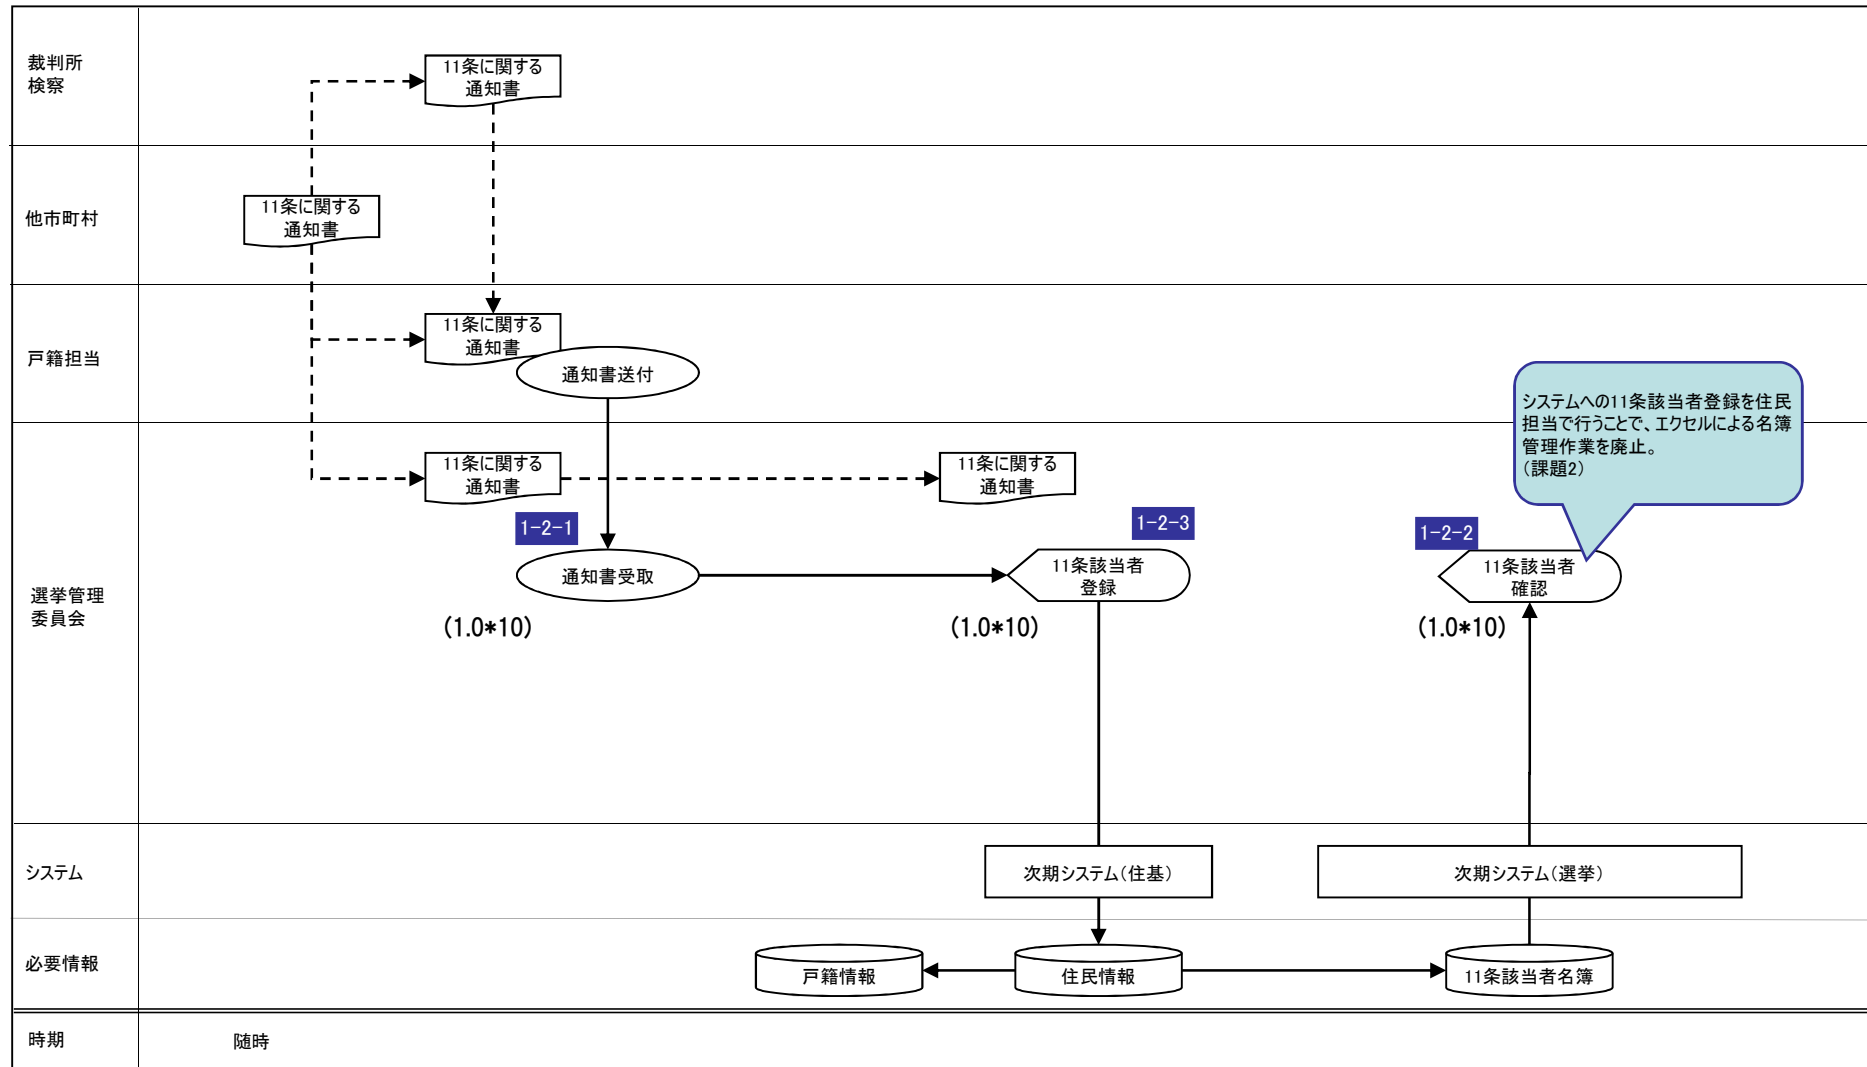 裁判所
検察
11条に関する
通知書
他市町村
11条に関する
通知書
戸籍担当
11条に関する
通知書
通知書送付
システムへの11条該当者登録を住民
担当で行うことで、エクセルによる名簿
管理作業を廃止。
(課題2)
選挙管理
委員会
11条に関する
通知書
11条に関する
通知書
1-2-1
1-2-3
1-2-2
通知書受取
11条該当者
登録
11条該当者
確認
(1.0*10)
(1.0*10)
(1.0*10)
システム
次期システム(住基)
次期システム(選挙)
必要情報
戸籍情報
住民情報
11条該当者名簿
時期
随時